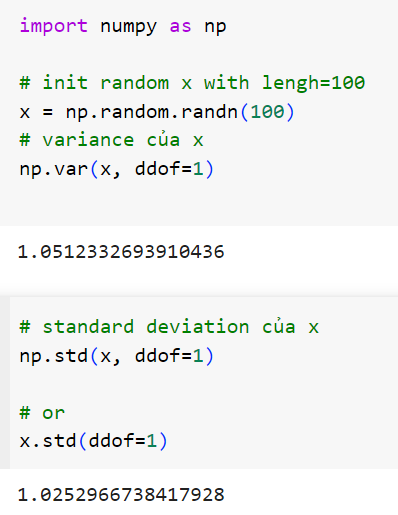 import numpy as np
# init random x with lengh=100
x = np.random.randn(100)
# variance của x
np.var(x, ddof=1)
1.0512332693910436
# standard deviation của x
np.std(x, ddof=1)
# or
x.std(ddof=1)
1.0252966738417928